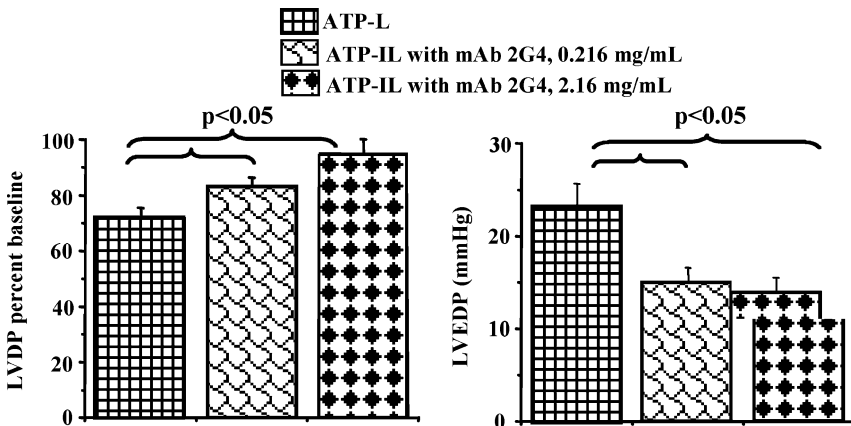 ATP-L
ATP-IL with mAb 2G4, 0.216 mg/mL
ATP-IL with mAb 2G4, 2.16 mg/mL
p<0.05
100
80
60
40
20
0
LVDP percent baseline
p<0.05
30
20
10
0
LVEDP (mmHg)